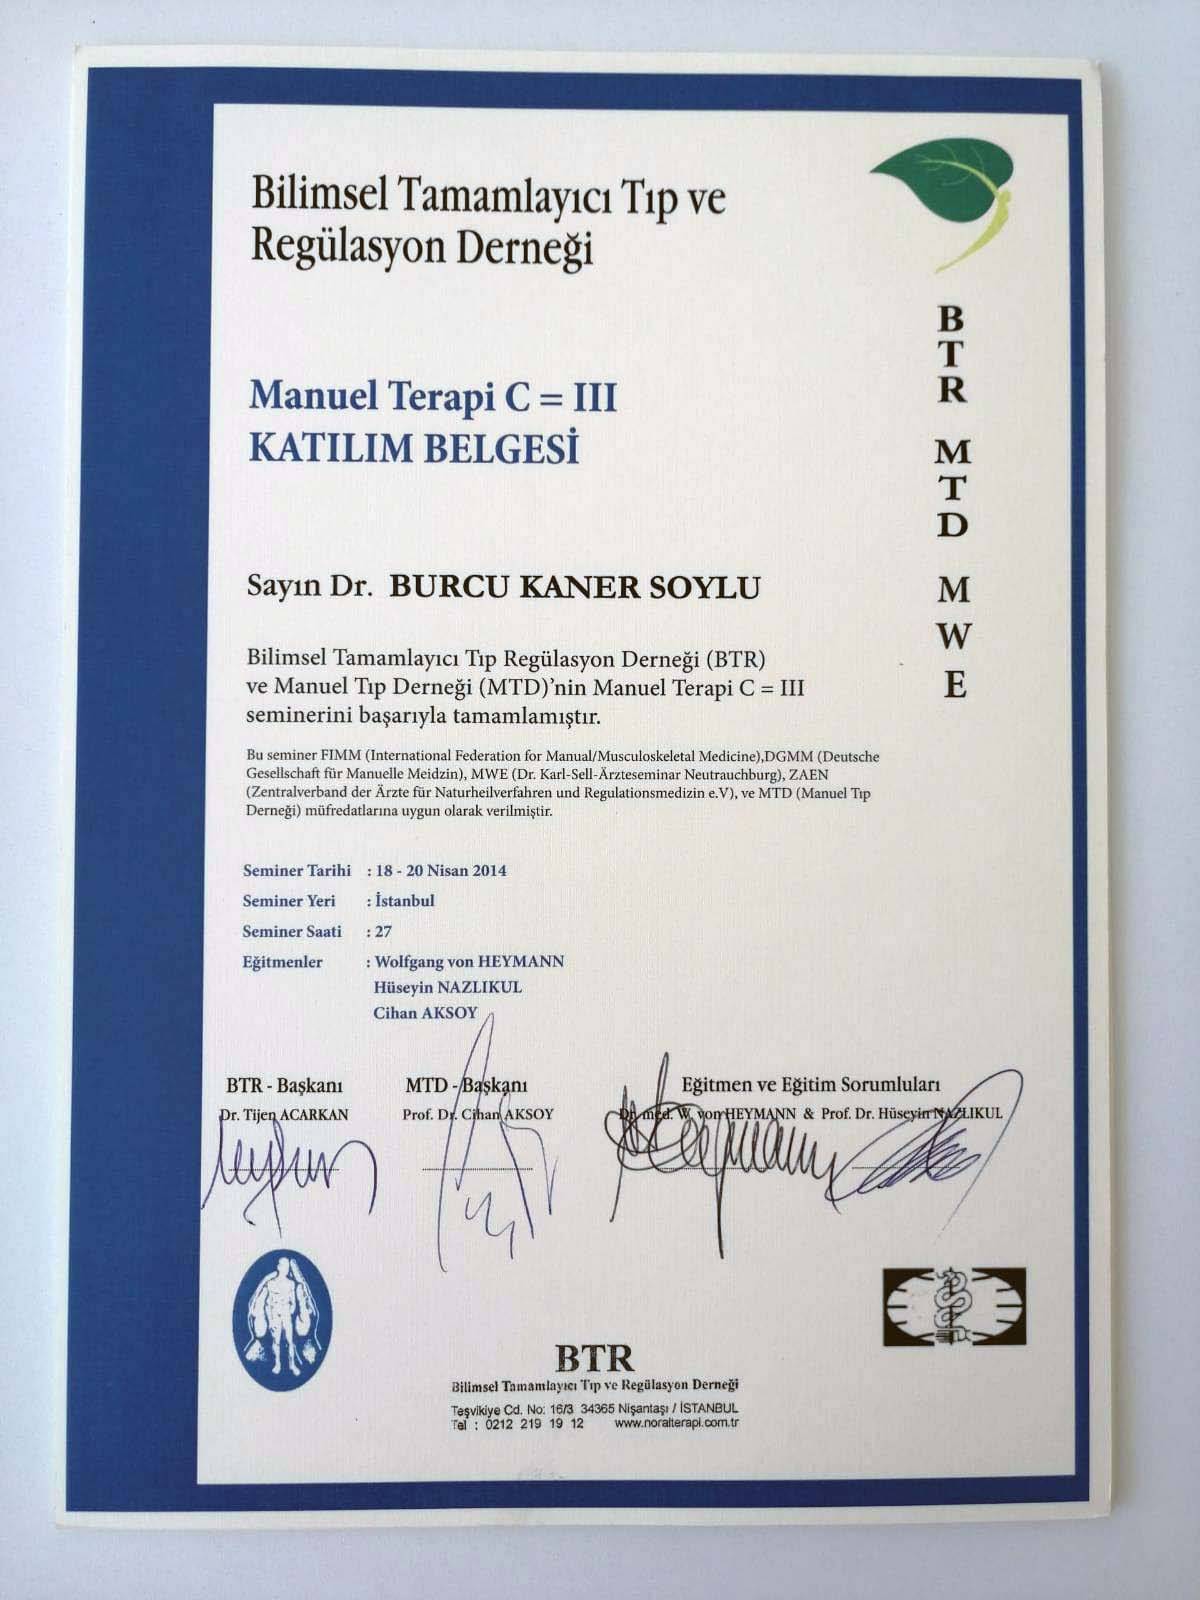 Bilimsel Tamamlayıcı Tıp ve
Regülasyon Derneği
BTR MTD MWE
Manuel Terapi C = III
KATILIM BELGESİ
Sayın Dr. BURCU KANER SOYLU
Bilimsel Tamamlayıcı Tıp Regülasyon Derneği (BTR)
ve Manuel Tıp Derneği (MTD)'nin Manuel Terapi C = III
seminerini başarıyla tamamlamıştır.
Bu seminer FIMM (International Federation for Manual/Musculoskeletal Medicine),DGMM (Deutsche
Gesellschaft für Manuelle Meidzin), MWE (Dr. Karl-Sell-Ärzteseminar Neutrauchburg), ZAEN
(Zentralverband der Ärzte für Naturheilverfahren und Regulationsmedizin e.V), ve MTD (Manuel Tıp
Derneği) müfredatlarına uygun olarak verilmiştir.
Seminer Tarihi : 18 - 20 Nisan 2014
Seminer Yeri : İstanbul
Seminer Saati : 27
Eğitmenler : Wolfgang von HEYMANN
Hüseyin NAZLIKUL
Cihan AKSOY
BTR - Başkanı MTD - Başkanı Eğitmen ve Eğitim Sorumluları
Dr. Tijen ACARKAN Prof. Dr. Cihan AKSOY Dr. med. W. von HEYMANN & Prof. Dr. Hüseyin NAZLIKUL
BTR
Bilimsel Tamamlayıcı Tıp ve Regülasyon Derneği
Teşvikiye Cd. No: 16/3 34365 Nişantaşı / İSTANBUL
Tel : 0212 219 19 12 www.noralterapi.com.tr